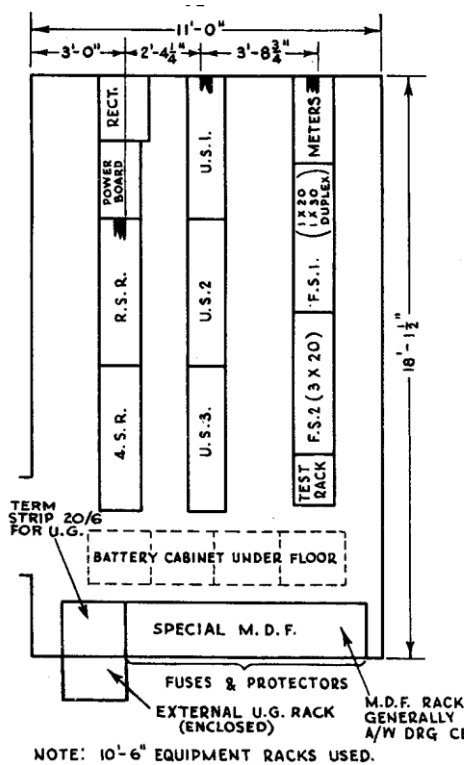 11'-0"
3'-0" 2'-4¼" 3'-8¾"
RECT.
POWER
BOARD
R.S.R.
4.S.R.
U.S.1.
U.S.2
U.S.3.
METERS
(1 X 20
1 X 30
DUPLEX)
F.S.1.
F.S.2 (3 X 20)
TEST
RACK
18'-1½"
TERM
STRIP 20/6
FOR U.G.
BATTERY CABINET UNDER FLOOR
SPECIAL M.D.F.
FUSES & PROTECTORS
EXTERNAL U.G. RACK
(ENCLOSED)
M.D.F. RACK
GENERALLY
A/W DRG
NOTE: 10'-6" EQUIPMENT RACKS USED.